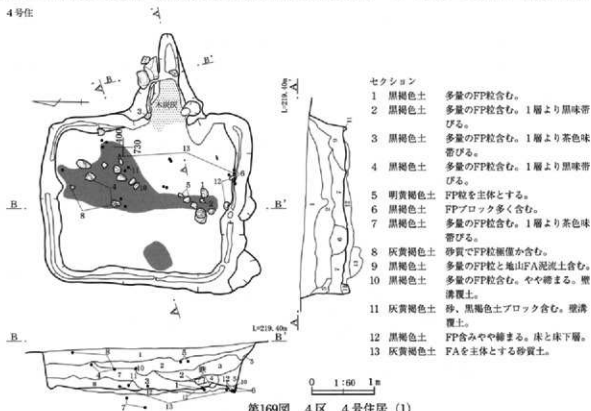 4号住
L=219.40m
木炭灰
730
B
B'
L=219.40m
B
B'
0 1:60 1m
セクション
1 黒褐色土 多量のFP粒含む。
2 黒褐色土 多量のFP粒含む。1層より黒味帯
びる。
3 黒褐色土 多量のFP粒含む。1層より茶色味
帯びる。
4 黒褐色土 多量のFP粒含む。1層より黒味帯
びる。
5 明黄褐色土 FP粒を主体とする。
6 黒褐色土 FPブロック多く含む。
7 黒褐色土 多量のFP粒含む。1層より茶色味
帯びる。
8 灰黄褐色土 砂質でFP粒極僅か含む。
9 黒褐色土 多量のFP粒と地山FA泥流土含む。
10 黒褐色土 多量のFP粒含む。やや締まる。壁
溝覆土。
11 灰黄褐色土 砂、黒褐色土ブロック含む。壁溝
覆土。
12 黒褐色土 FP含みやや締まる。床と床下層。
13 灰黄褐色土 FAを主体とする砂質土。
第169図 4区 4号住居 (1)